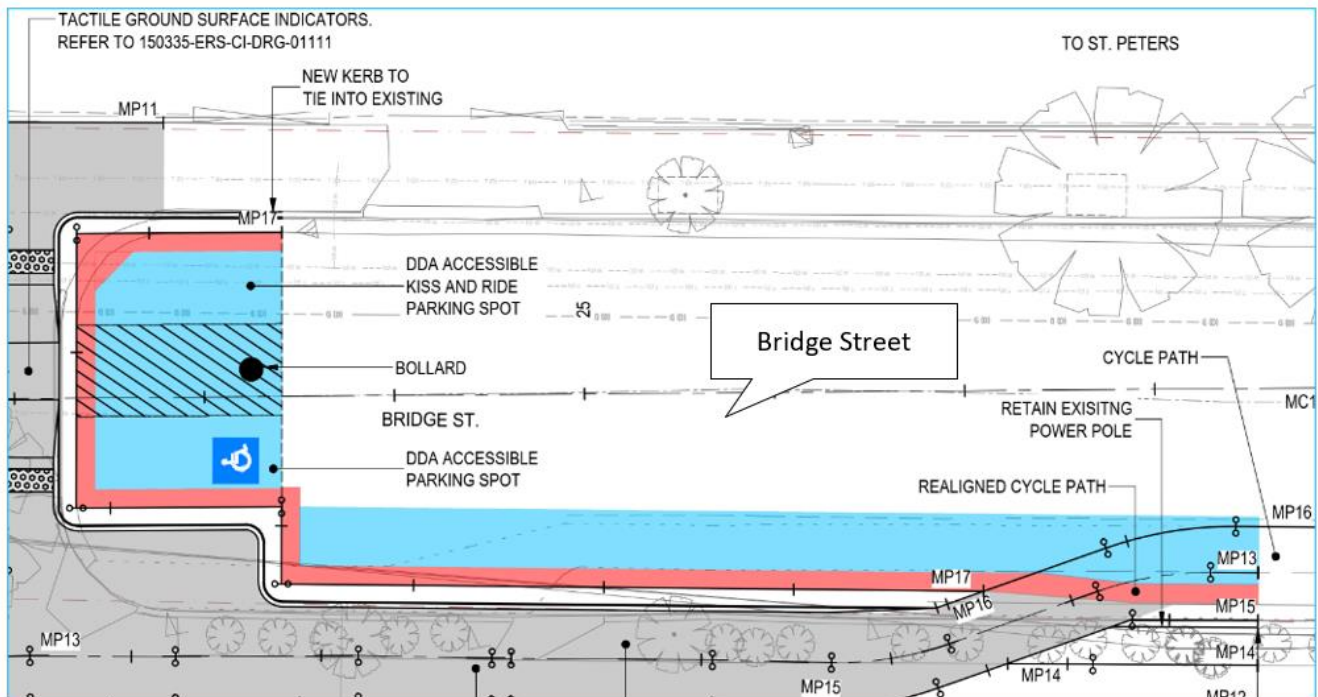 TACTILE GROUND SURFACE INDICATORS.
REFER TO 150335-ERS-CI-DRG-01111
TO ST. PETERS
NEW KERB TO
TIE INTO EXISTING
MP11
MP17
DDA ACCESSIBLE
KISS AND RIDE
PARKING SPOT
25
Bridge Street
BOLLARD
CYCLE PATH
MC1
BRIDGE ST.
RETAIN EXISITNG
POWER POLE
DDA ACCESSIBLE
PARKING SPOT
REALIGNED CYCLE PATH
MP16
MP13
MP17
MP16
MP15
MP13
MP14
MP15
MP14
MP12